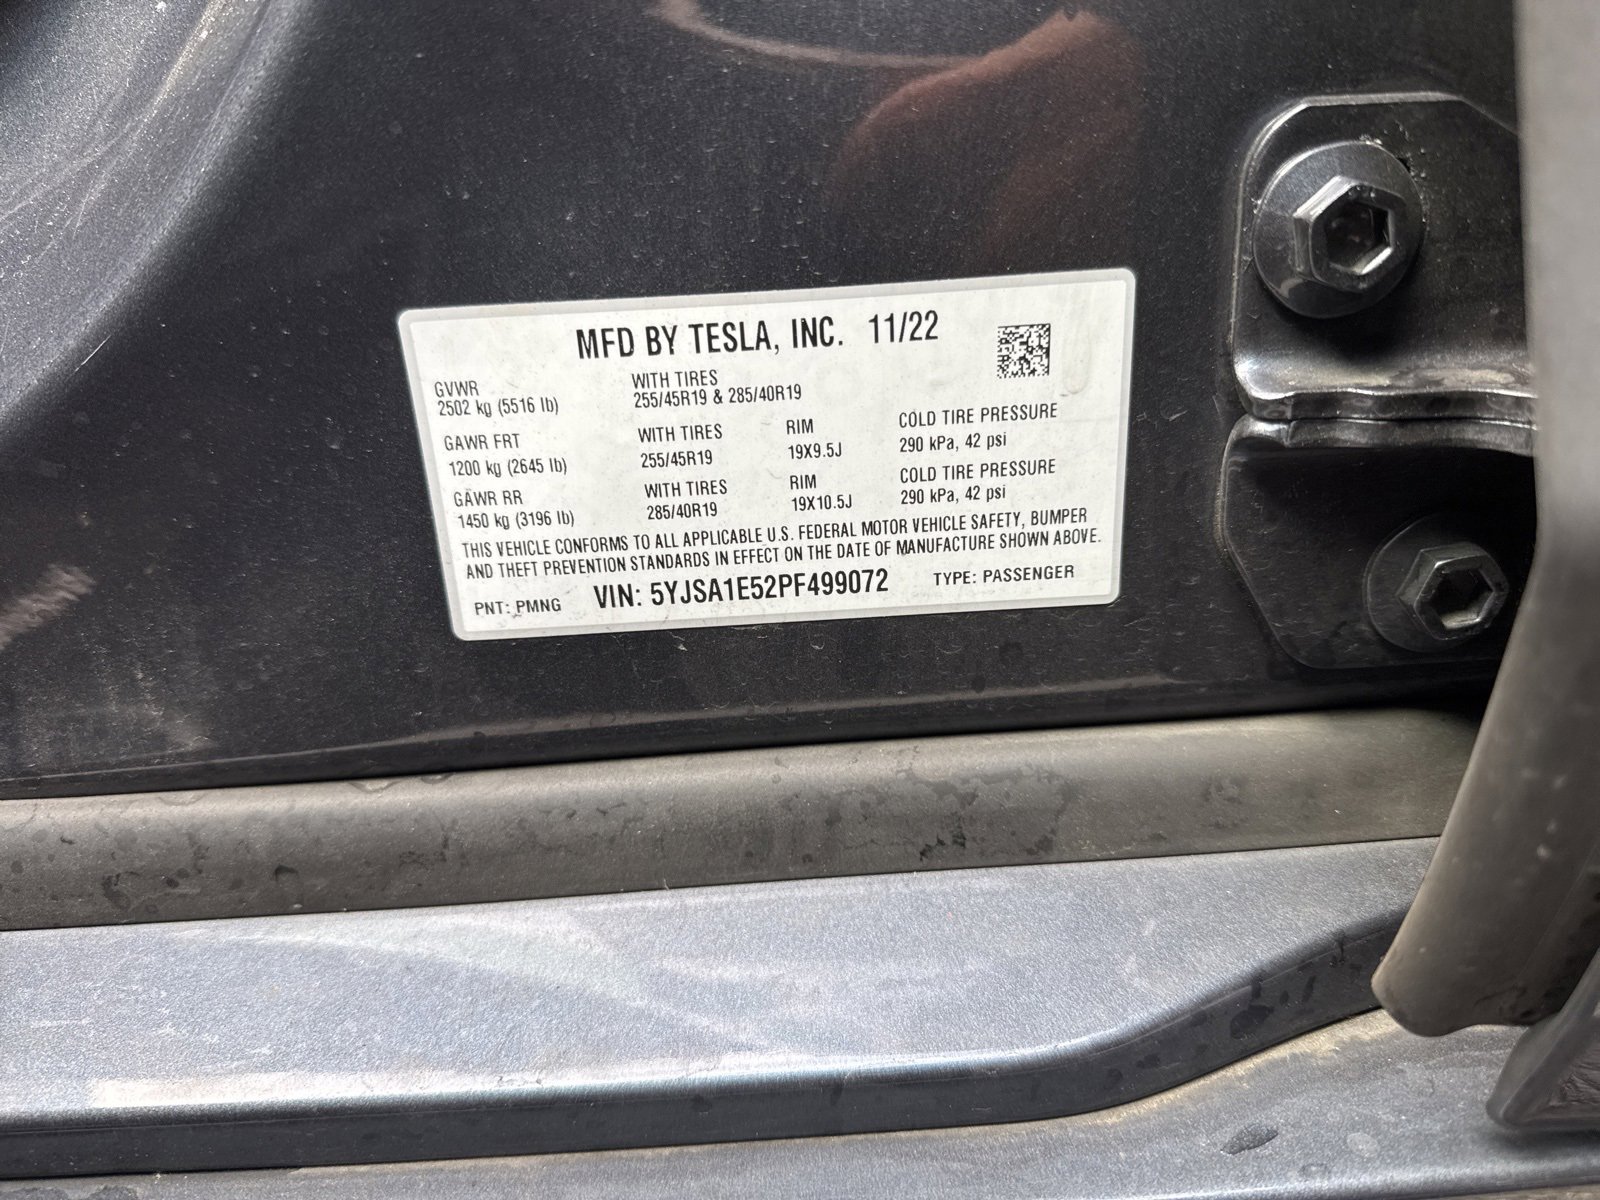 MFD BY TESLA, INC. 11/22
GVWR
2502 kg (5516 lb)
WITH TIRES
255/45R19 & 285/40R19
GAWR FRT
1200 kg (2645 lb)
WITH TIRES
255/45R19
RIM
19X9.5J
COLD TIRE PRESSURE
290 kPa, 42 psi
GAWR RR
1450 kg (3196 lb)
WITH TIRES
285/40R19
RIM
19X10.5J
COLD TIRE PRESSURE
290 kPa, 42 psi
THIS VEHICLE CONFORMS TO ALL APPLICABLE U.S. FEDERAL MOTOR VEHICLE SAFETY, BUMPER
AND THEFT PREVENTION STANDARDS IN EFFECT ON THE DATE OF MANUFACTURE SHOWN ABOVE.
PNT: PMNG VIN: 5YJSA1E52PF499072 TYPE: PASSENGER